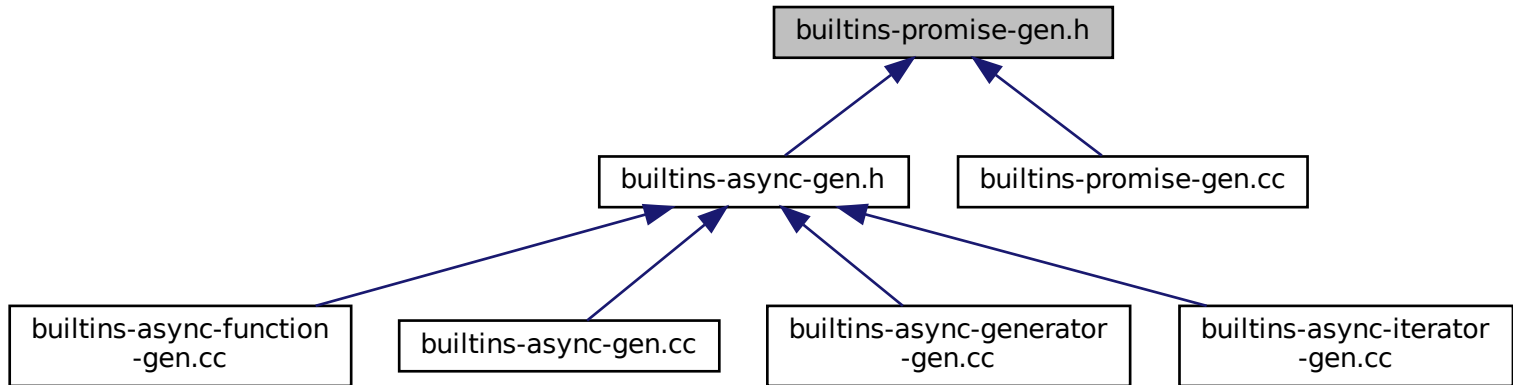 builtins-promise-gen.h
builtins-async-gen.h
builtins-promise-gen.cc
builtins-async-function
-gen.cc
builtins-async-gen.cc
builtins-async-generator
-gen.cc
builtins-async-iterator
-gen.cc